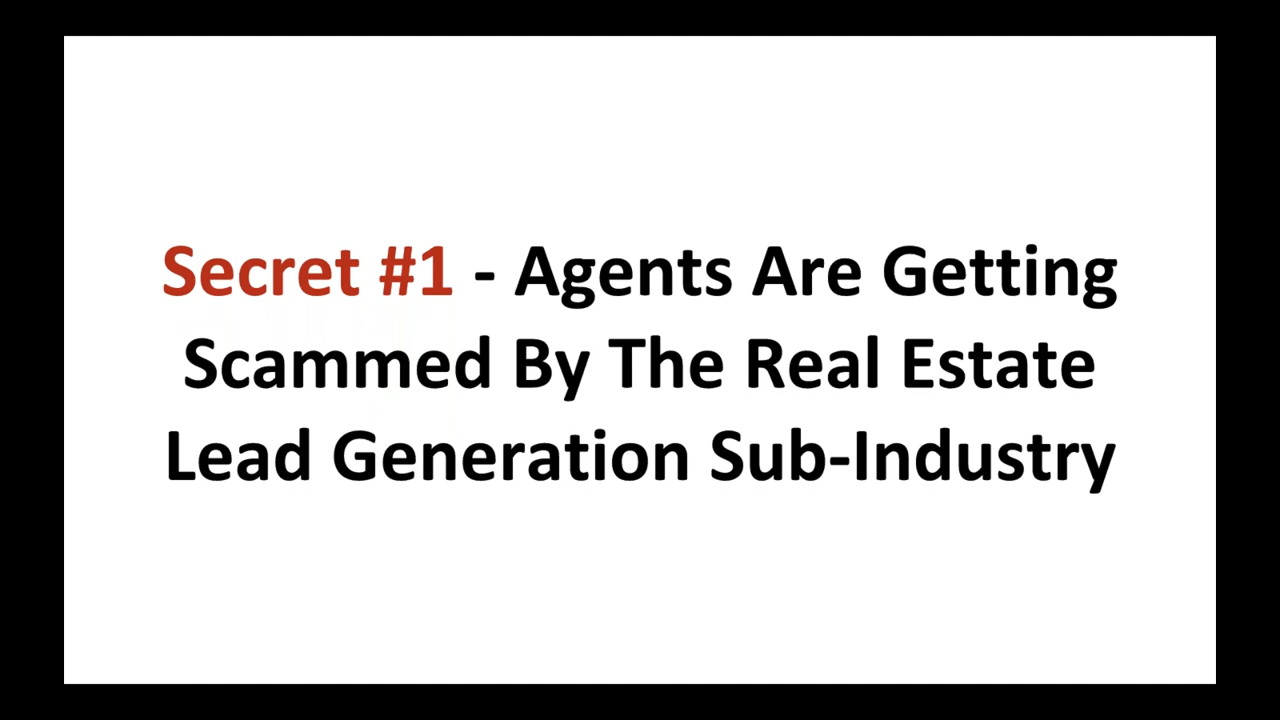 Secret #1 - Agents Are Getting
Scammed By The Real Estate
Lead Generation Sub-Industry